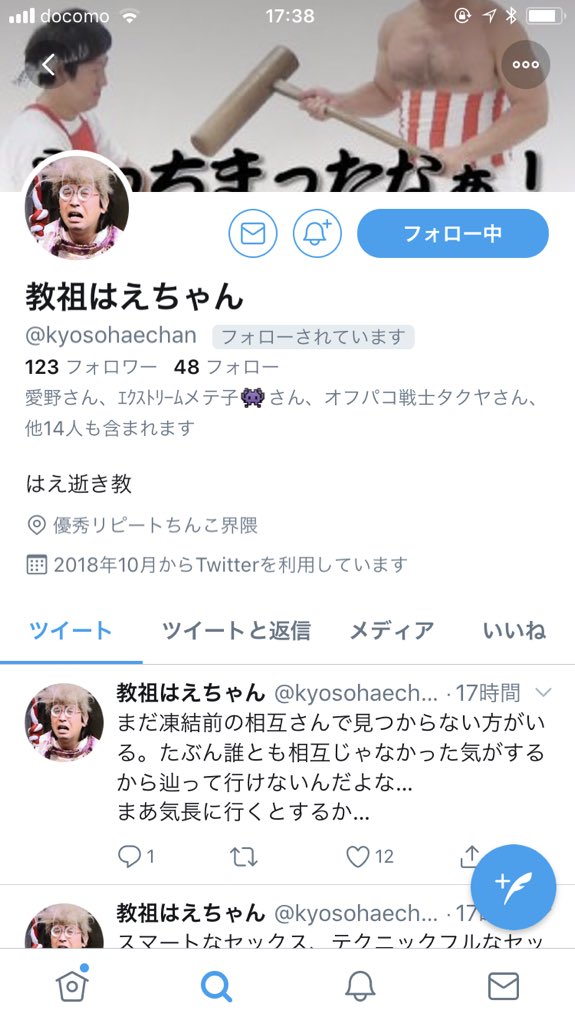 docomo 17:38
っちまったなぁ!
フォロー中
教祖はえちゃん
@kyosohaechan フォローされています
123 フォロワー 48 フォロー
愛野さん、ｴｸｽﾄﾘｰﾑメテ子👾さん、オフパコ戦士タクヤさん、
他14人も含まれます
はえ逝き教
優秀リピートちんこ界隈
2018年10月からTwitterを利用しています
ツイート ツイートと返信 メディア いいね
教祖はえちゃん @kyosohaech... · 17時間
まだ凍結前の相互さんで見つからない方がい
る。たぶん誰とも相互じゃなかった気がする
から辿って行けないんだよな...
まあ気長に行くとするか...
1 12
教祖はえちゃん @kyosohaech... · 17
スマートなセックス、テクニックフルなセッ